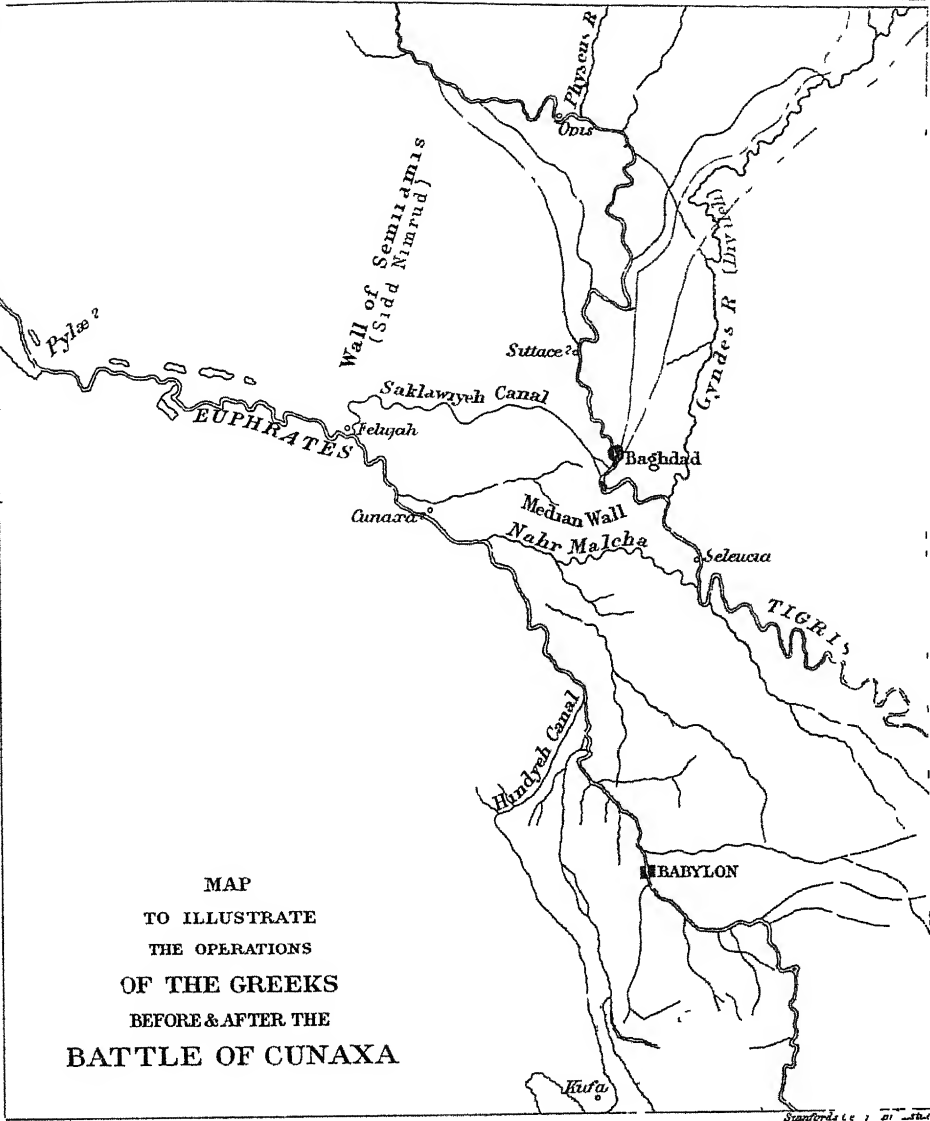 Physcus R
Opis
Wall of Semiramis
(Sidd Nimrud)
Gyndes R
Pylæ?
Sittace?
Saklawiyeh Canal
EUPHRATES
Felujah
Baghdad
Cunaxa?
Median Wall
Nahr Malcha
Seleucia
TIGRIS
Hindyeh Canal
BABYLON
MAP
TO ILLUSTRATE
THE OPERATIONS
OF THE GREEKS
BEFORE & AFTER THE
BATTLE OF CUNAXA
Kufa